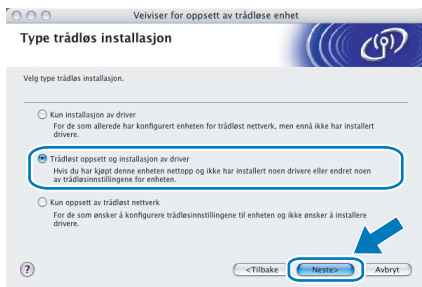 Veiviser for oppsett av trådløse enhet
Type trådløs installasjon
Velg type trådløs installasjon.
Kun installasjon av driver
For de som allerede har konfigurert enheten for trådløst nettverk, men ennå ikke har installert
drivere.
Trådløst oppsett og installasjon av driver
Hvis du har kjøpt denne enheten nettopp og ikke har installert noen drivere eller endret noen
av trådløsinnstillingene for enheten.
Kun oppsett av trådløst nettverk
For de som ønsker å konfigurere trådløsinnstillingene til enheten og ikke ønsker å installere
drivere.
? <Tilbake Neste> Avbryt